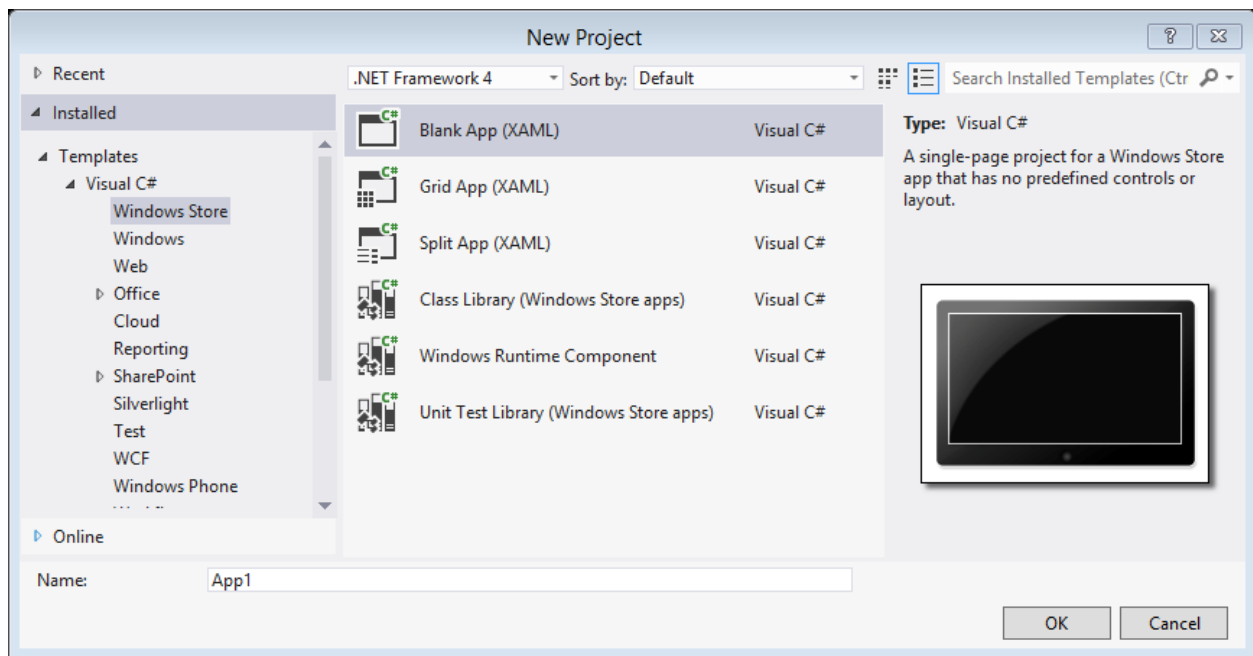 New Project
Recent
.NET Framework 4 Sort by: Default Search Installed Templates (Ctr
Installed
Templates
Visual C#
Windows Store
Windows
Web
Office
Cloud
Reporting
SharePoint
Silverlight
Test
WCF
Windows Phone
Online
C# Blank App (XAML) Visual C#
C# Grid App (XAML) Visual C#
C# Split App (XAML) Visual C#
C# Class Library (Windows Store apps) Visual C#
C# Windows Runtime Component Visual C#
C# Unit Test Library (Windows Store apps) Visual C#
Type: Visual C#
A single-page project for a Windows Store
app that has no predefined controls or
layout.
Name: App1
OK Cancel